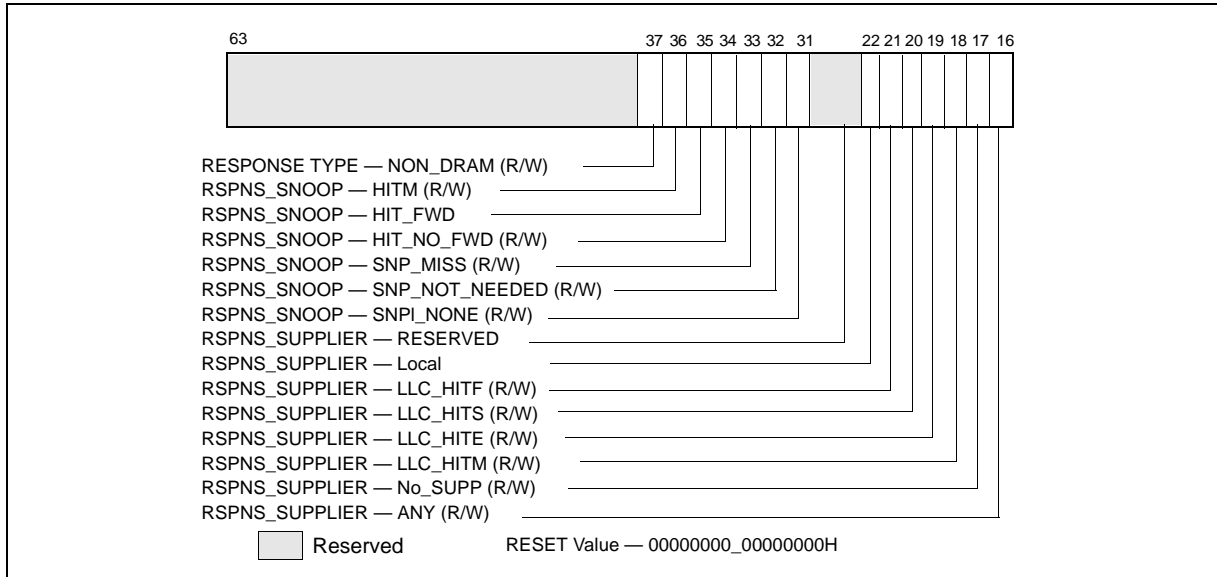 63 37 36 35 34 33 32 31 22 21 20 19 18 17 16
RESPONSE TYPE — NON_DRAM (R/W)
RSPNS_SNOOP — HITM (R/W)
RSPNS_SNOOP — HIT_FWD
RSPNS_SNOOP — HIT_NO_FWD (R/W)
RSPNS_SNOOP — SNP_MISS (R/W)
RSPNS_SNOOP — SNP_NOT_NEEDED (R/W)
RSPNS_SNOOP — SNPI_NONE (R/W)
RSPNS_SUPPLIER — RESERVED
RSPNS_SUPPLIER — Local
RSPNS_SUPPLIER — LLC_HITF (R/W)
RSPNS_SUPPLIER — LLC_HITS (R/W)
RSPNS_SUPPLIER — LLC_HITE (R/W)
RSPNS_SUPPLIER — LLC_HITM (R/W)
RSPNS_SUPPLIER — No_SUPP (R/W)
RSPNS_SUPPLIER — ANY (R/W)
Reserved RESET Value — 00000000_00000000H